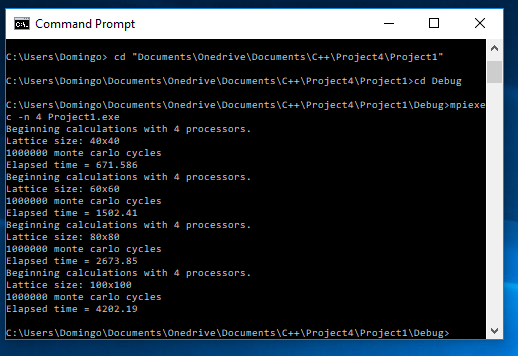 Command Prompt
C:\Users\Domingo> cd "Documents\Onedrive\Documents\C++\Project4\Project1"
C:\Users\Domingo\Documents\Onedrive\Documents\C++\Project4\Project1>cd Debug
C:\Users\Domingo\Documents\Onedrive\Documents\C++\Project4\Project1\Debug>mpiexe
c -n 4 Project1.exe
Beginning calculations with 4 processors.
Lattice size: 40x40
1000000 monte carlo cycles
Elapsed time = 671.586
Beginning calculations with 4 processors.
Lattice size: 60x60
1000000 monte carlo cycles
Elapsed time = 1502.41
Beginning calculations with 4 processors.
Lattice size: 80x80
1000000 monte carlo cycles
Elapsed time = 2673.85
Beginning calculations with 4 processors.
Lattice size: 100x100
1000000 monte carlo cycles
Elapsed time = 4202.19
C:\Users\Domingo\Documents\Onedrive\Documents\C++\Project4\Project1\Debug>